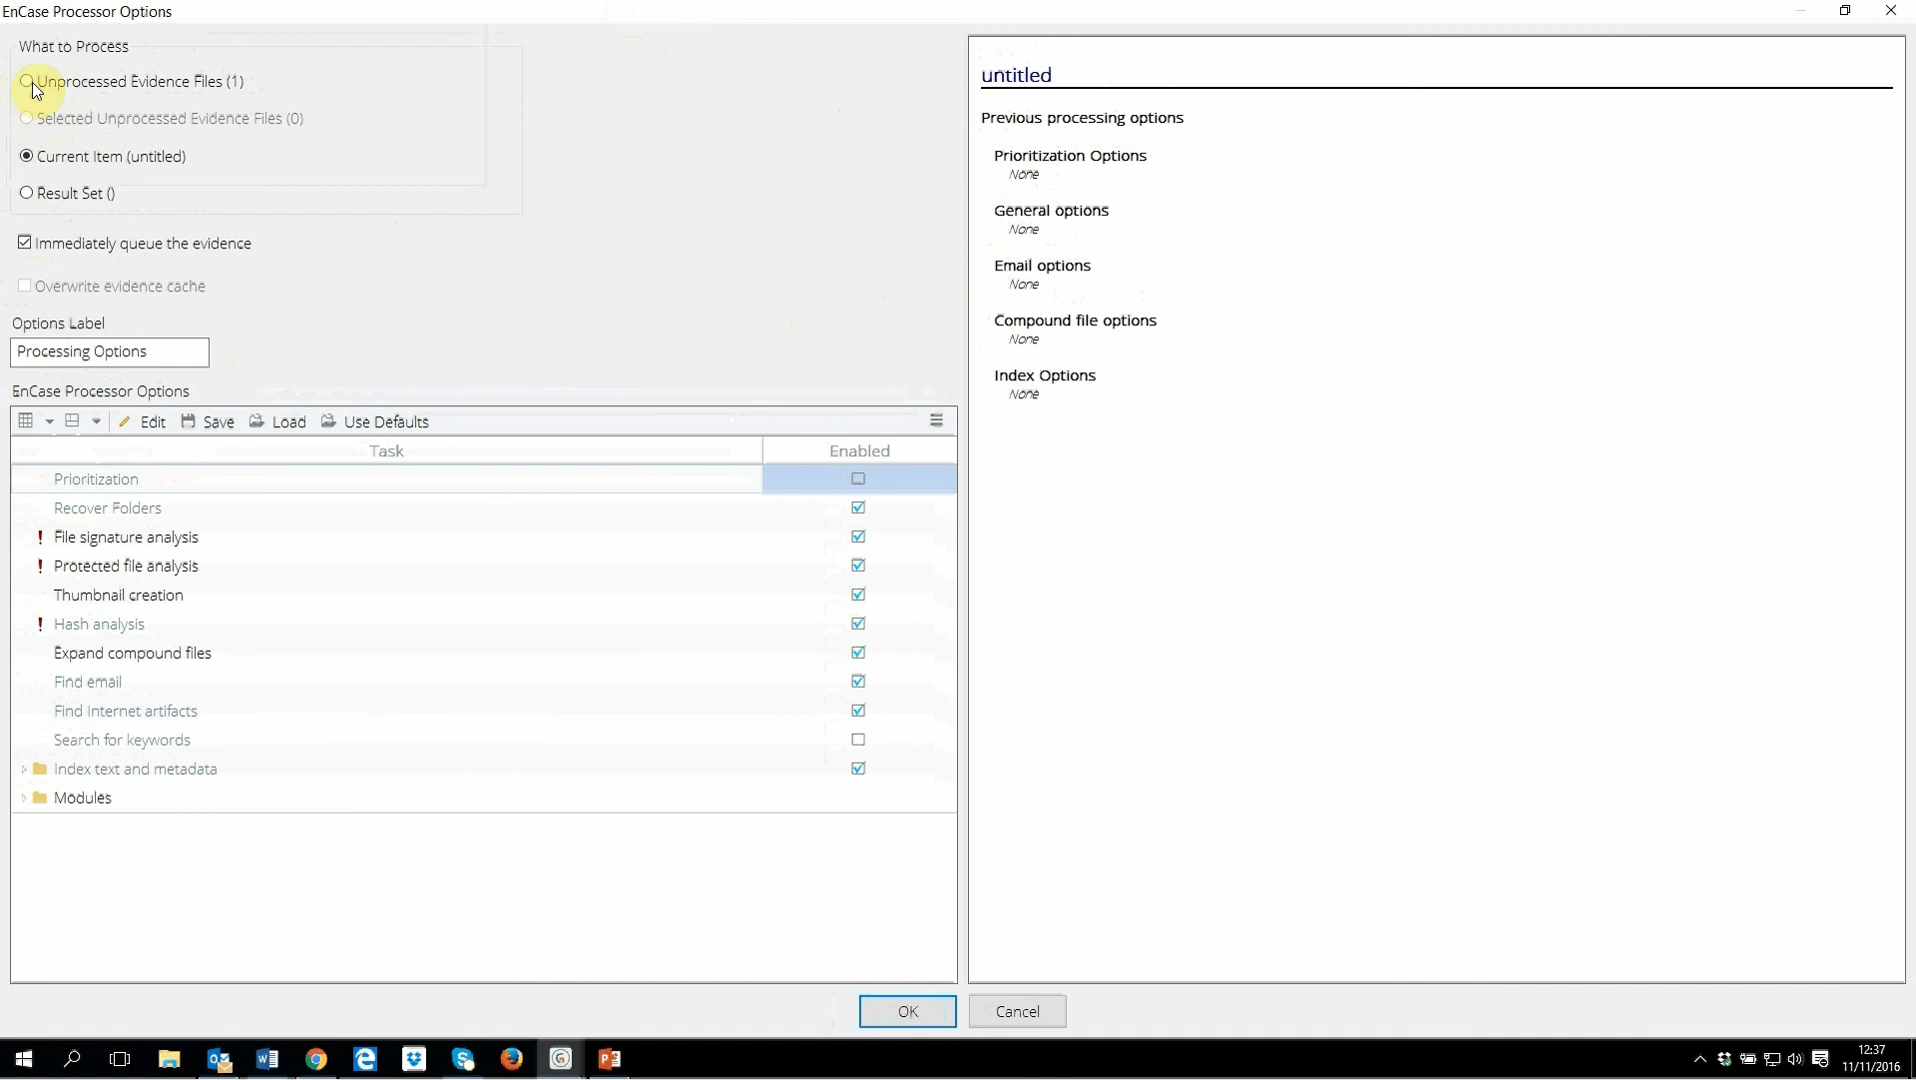 EnCase Processor Options
What to Process
Unprocessed Evidence Files (1)
Selected Unprocessed Evidence Files (0)
Current Item (untitled)
Result Set ()
Immediately queue the evidence
Overwrite evidence cache
Options Label
Processing Options
EnCase Processor Options
Edit Save Load Use Defaults
Task Enabled
Prioritization
Recover Folders
! File signature analysis
! Protected file analysis
Thumbnail creation
! Hash analysis
Expand compound files
Find email
Find Internet artifacts
Search for keywords
Index text and metadata
Modules
untitled
Previous processing options
Prioritization Options
None
General options
None
Email options
None
Compound file options
None
Index Options
None
OK Cancel
12:37
11/11/2016